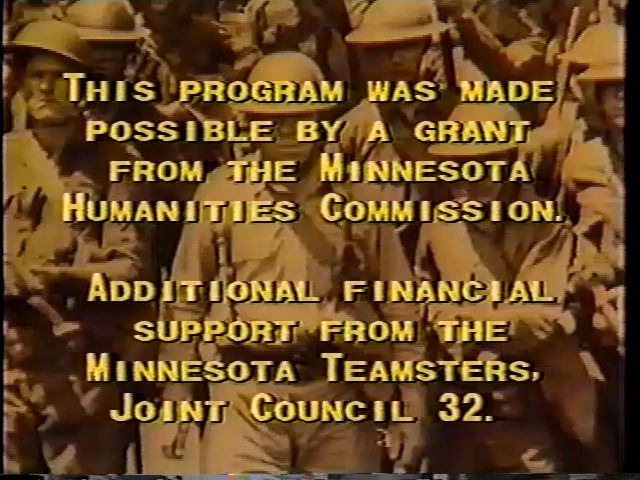 This program was made
possible by a grant
from the Minnesota
Humanities Commission.
Additional financial
support from the
Minnesota Teamsters,
Joint Council 32.